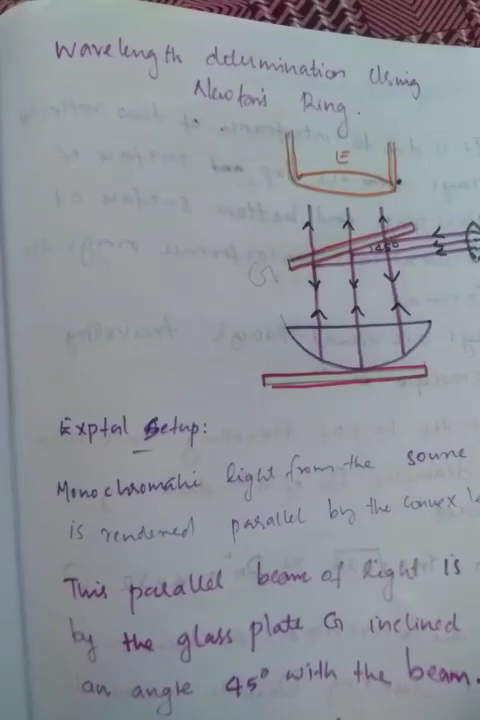 Wavelength determination Using
Newton's Ring.
E
45°
G
Exptal Setup:
Monochromatic light from the source
is rendered parallel by the convex
This parallel beam of light is
by the glass plate G inclined
an angle 45° with the beam.